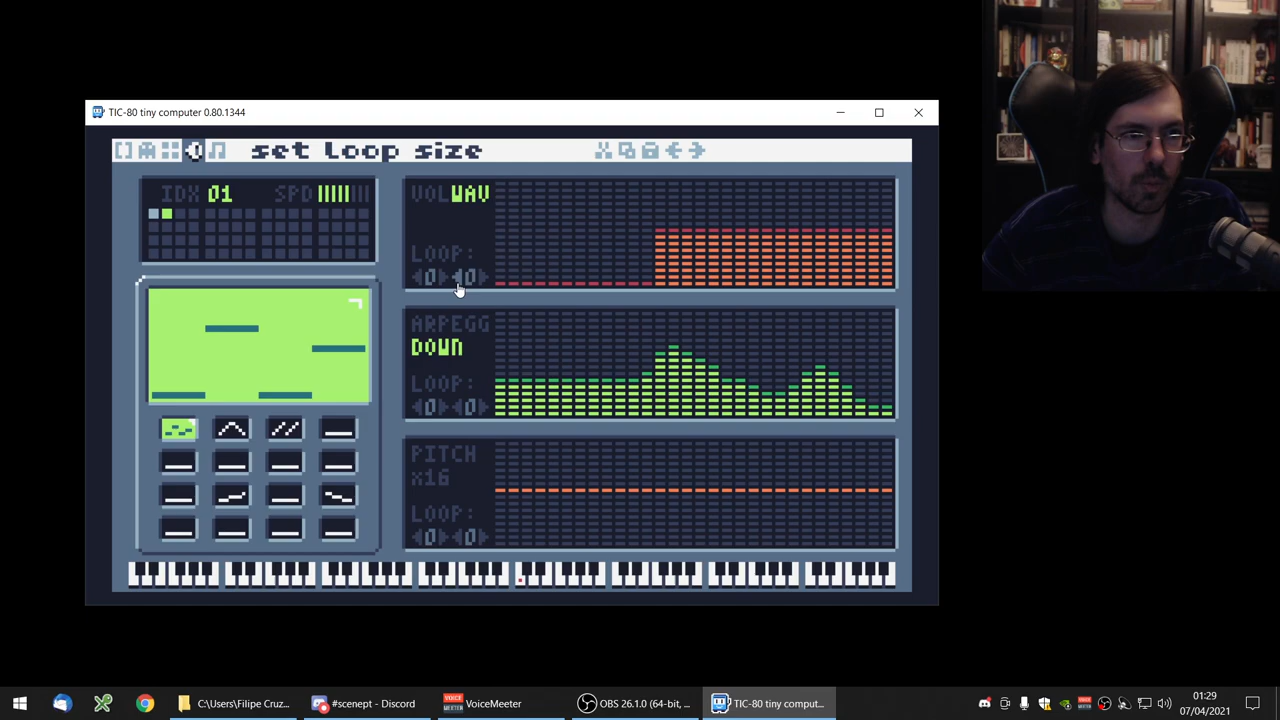 TIC-80 tiny computer 0.80.1344
set loop size
IDX 01 SPD
VOL WAV
LOOP:
0 0
ARPEGG
DOWN
LOOP:
0 0
PITCH
x16
LOOP:
0 0
C:\Users\Filipe Cruz...
#scenept - Discord
VOICE MEETER
VoiceMeeter
OBS 26.1.0 (64-bit, ...
TIC-80 tiny comput...
01:29
07/04/2021